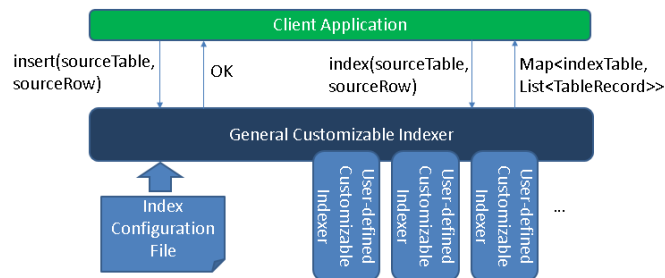 Client Application
insert(sourceTable,
sourceRow)
OK
index(sourceTable,
sourceRow)
Map<indexTable,
List<TableRecord>>
General Customizable Indexer
Index
Configuration
File
User-defined
Customizable
Indexer
User-defined
Customizable
Indexer
User-defined
Customizable
Indexer
...